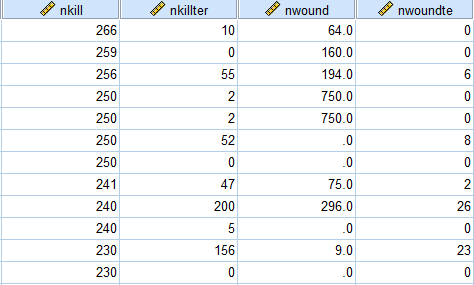 nkill nkillter nwound nwoundte
266 10 64.0 0
259 0 160.0 0
256 55 194.0 6
250 2 750.0 0
250 2 750.0 0
250 52 .0 8
250 0 .0 0
241 47 75.0 2
240 200 296.0 26
240 5 .0 0
230 156 9.0 23
230 0 .0 0